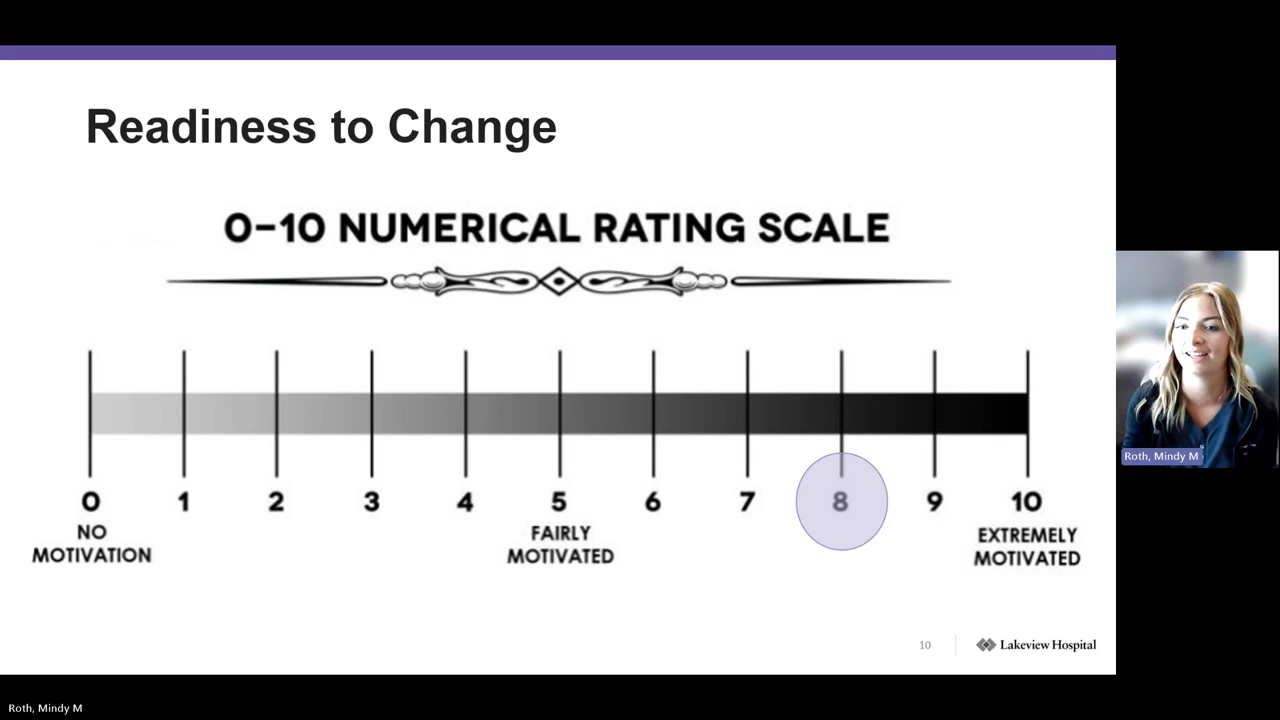 Readiness to Change
0-10 NUMERICAL RATING SCALE
0 1 2 3 4 5 6 7 8 9 10
NO
MOTIVATION
FAIRLY
MOTIVATED
EXTREMELY
MOTIVATED
10
Lakeview Hospital
Roth, Mindy M
Roth, Mindy M